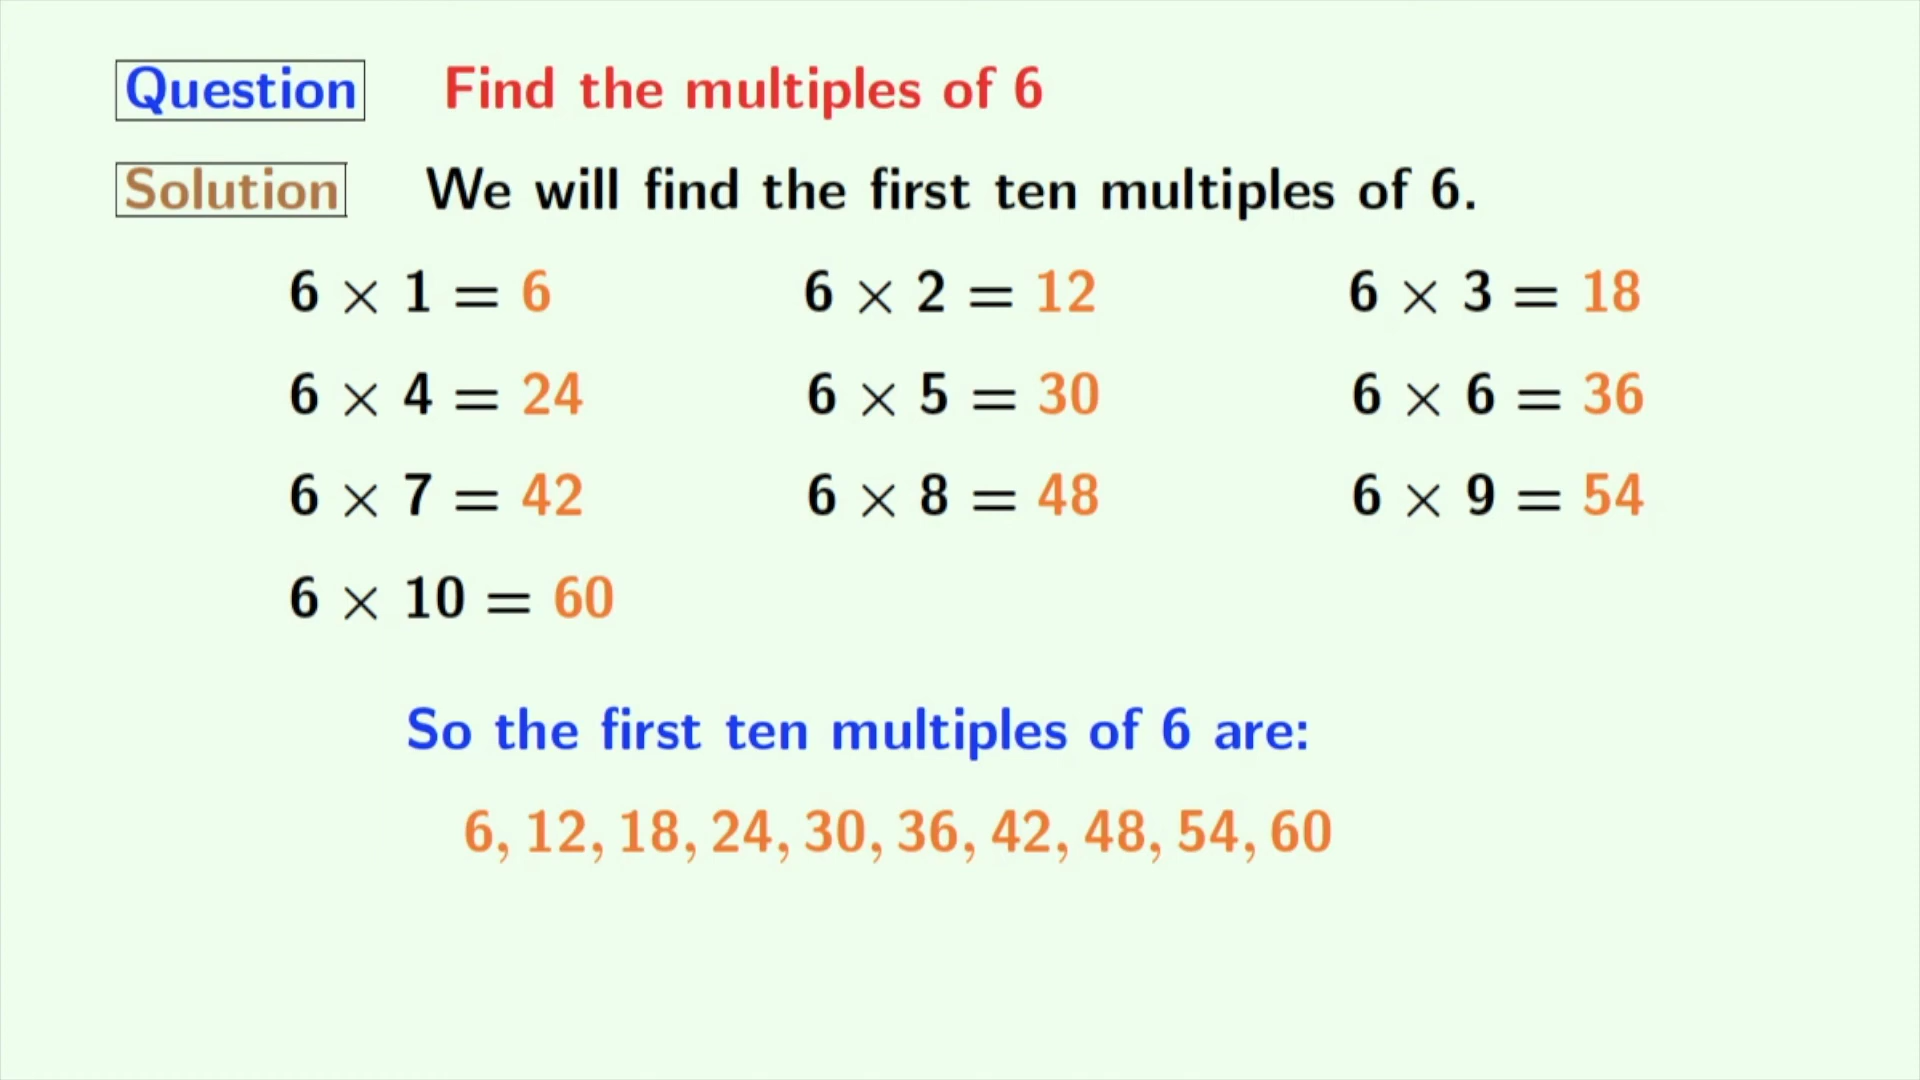 Question Find the multiples of 6
Solution We will find the first ten multiples of 6.
6 × 1 = 6 6 × 2 = 12 6 × 3 = 18
6 × 4 = 24 6 × 5 = 30 6 × 6 = 36
6 × 7 = 42 6 × 8 = 48 6 × 9 = 54
6 × 10 = 60
So the first ten multiples of 6 are:
6, 12, 18, 24, 30, 36, 42, 48, 54, 60